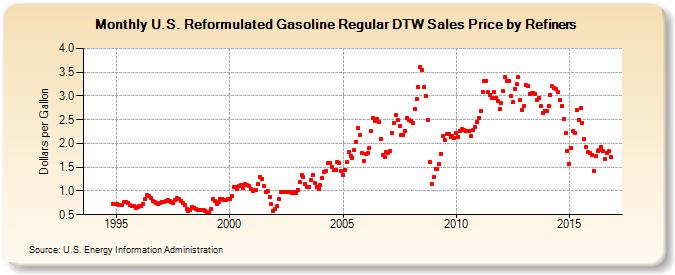 Monthly U.S. Reformulated Gasoline Regular DTW Sales Price by Refiners
Dollars per Gallon
4.0
3.5
3.0
2.5
2.0
1.5
1.0
0.5
1995 2000 2005 2010 2015
Source: U.S. Energy Information Administration